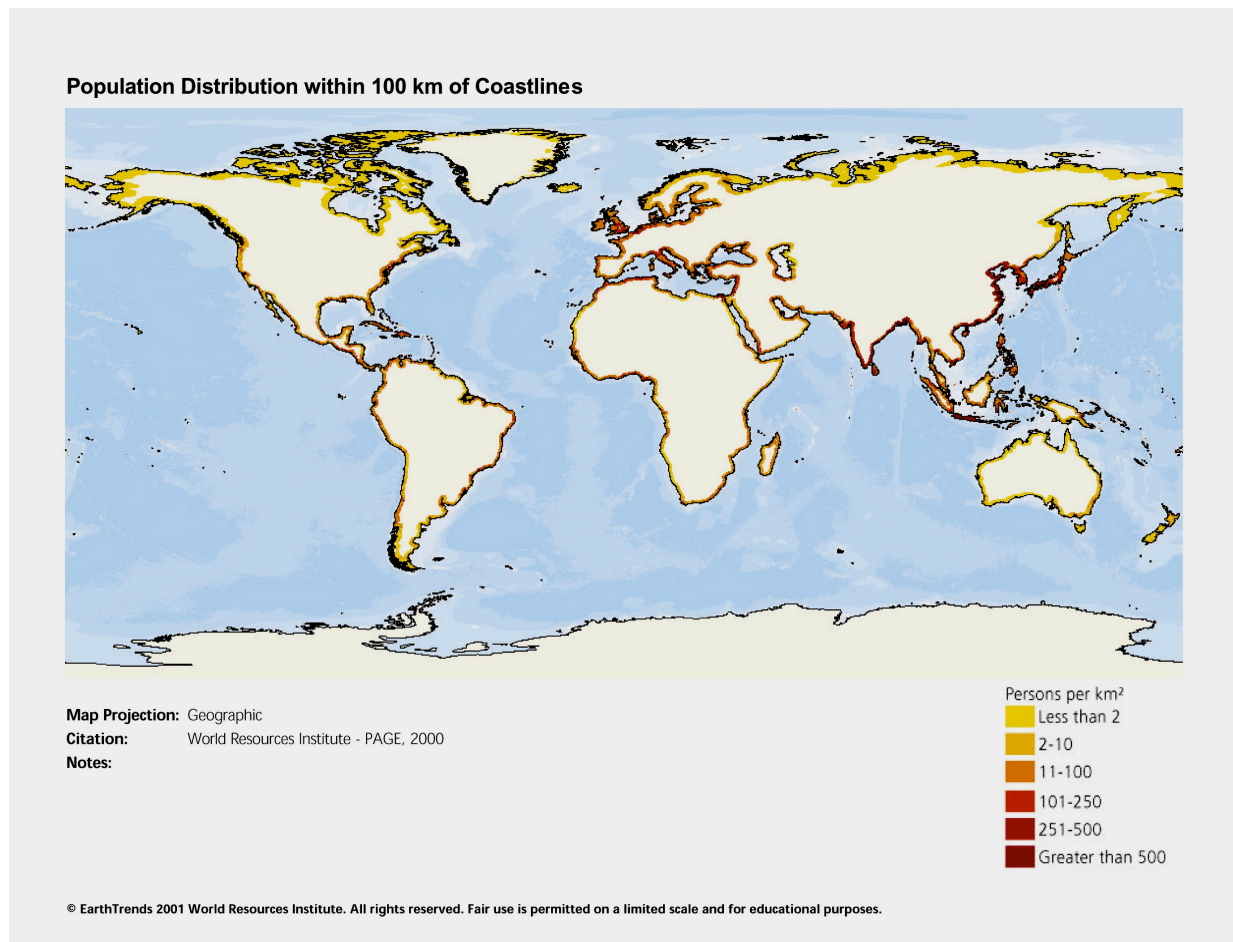 Population Distribution within 100 km of Coastlines
Map Projection: Geographic
Citation: World Resources Institute - PAGE, 2000
Notes:
Persons per km²
Less than 2
2-10
11-100
101-250
251-500
Greater than 500
© EarthTrends 2001 World Resources Institute. All rights reserved. Fair use is permitted on a limited scale and for educational purposes.